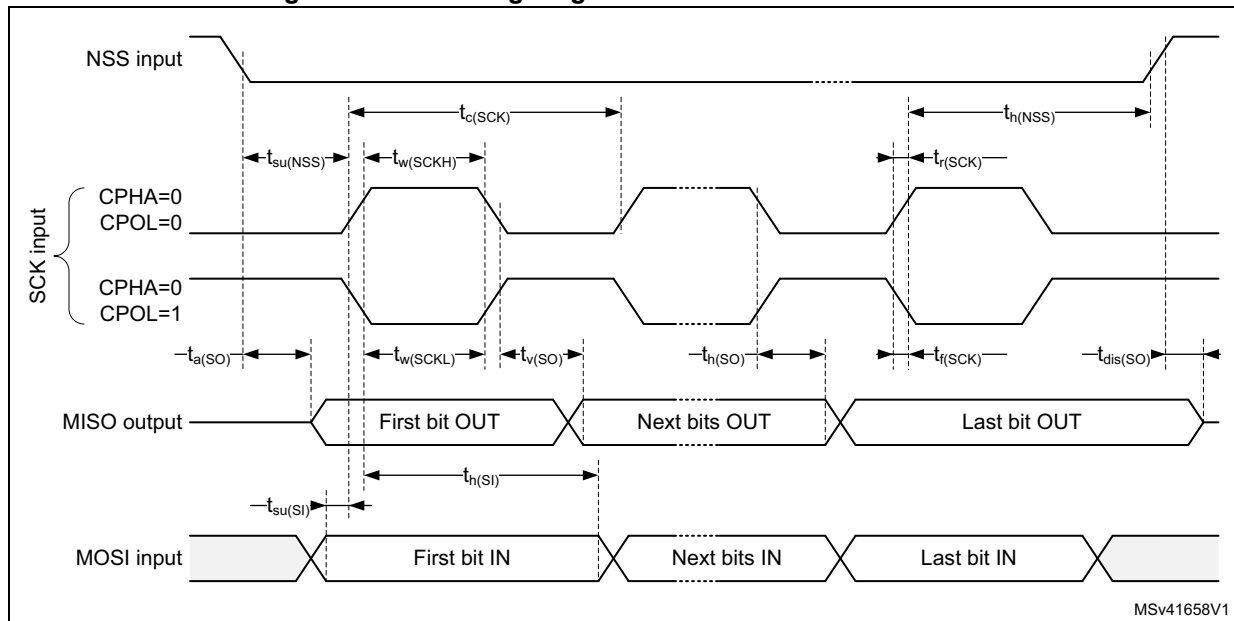 NSS input
tc(SCK)
th(NSS)
tsu(NSS)
tw(SCKH)
tr(SCK)
SCK input
CPHA=0
CPOL=0
CPHA=0
CPOL=1
ta(SO)
tw(SCKL)
tv(SO)
th(SO)
tf(SCK)
tdis(SO)
MISO output
First bit OUT
Next bits OUT
Last bit OUT
th(SI)
tsu(SI)
MOSI input
First bit IN
Next bits IN
Last bit IN
MSv41658V1